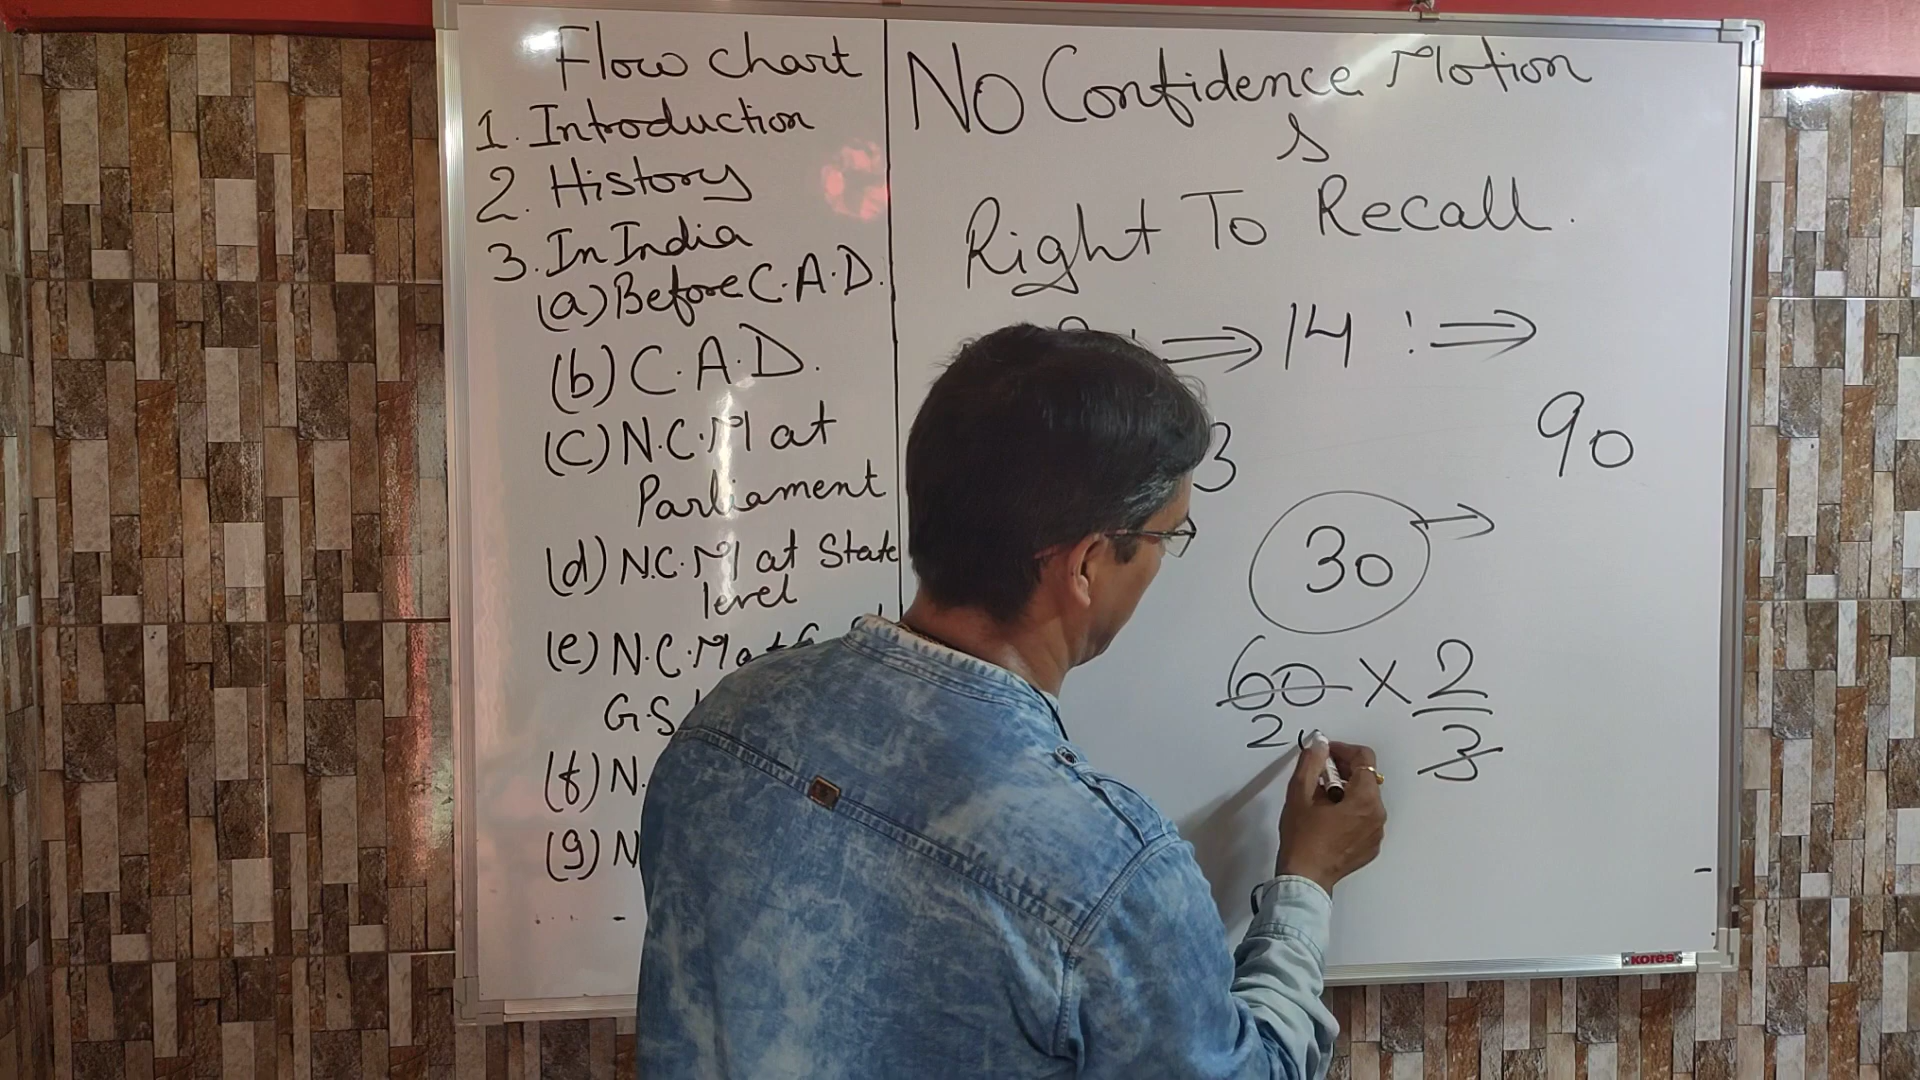 Flow chart
1. Introduction
2. History
3. In India
(a) Before C.A.D.
(b) C.A.D.
(c) N.C.M at
Parliament
(d) N.C.M at State
level
(e) N.C.M at
G.S
(f) N.
(g) N
No Confidence Motion
&
Right To Recall.
⇒ 14 : ⇒
90
3
30 →
60 × 2
3
2
KORES